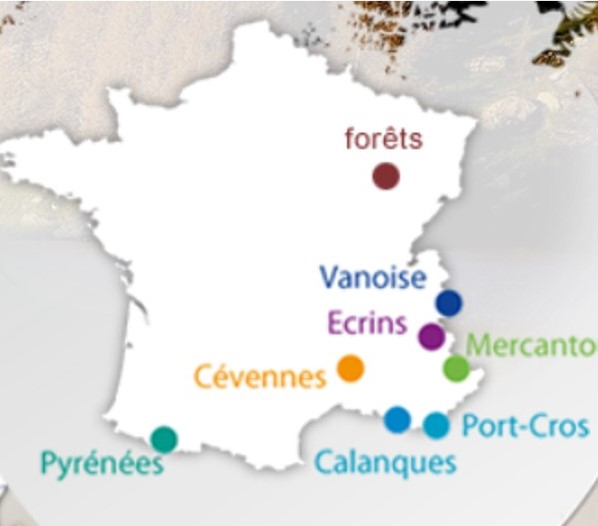 forêts
Vanoise
Ecrins
Mercanto
Cévennes
Port-Cros
Pyrénées
Calanques